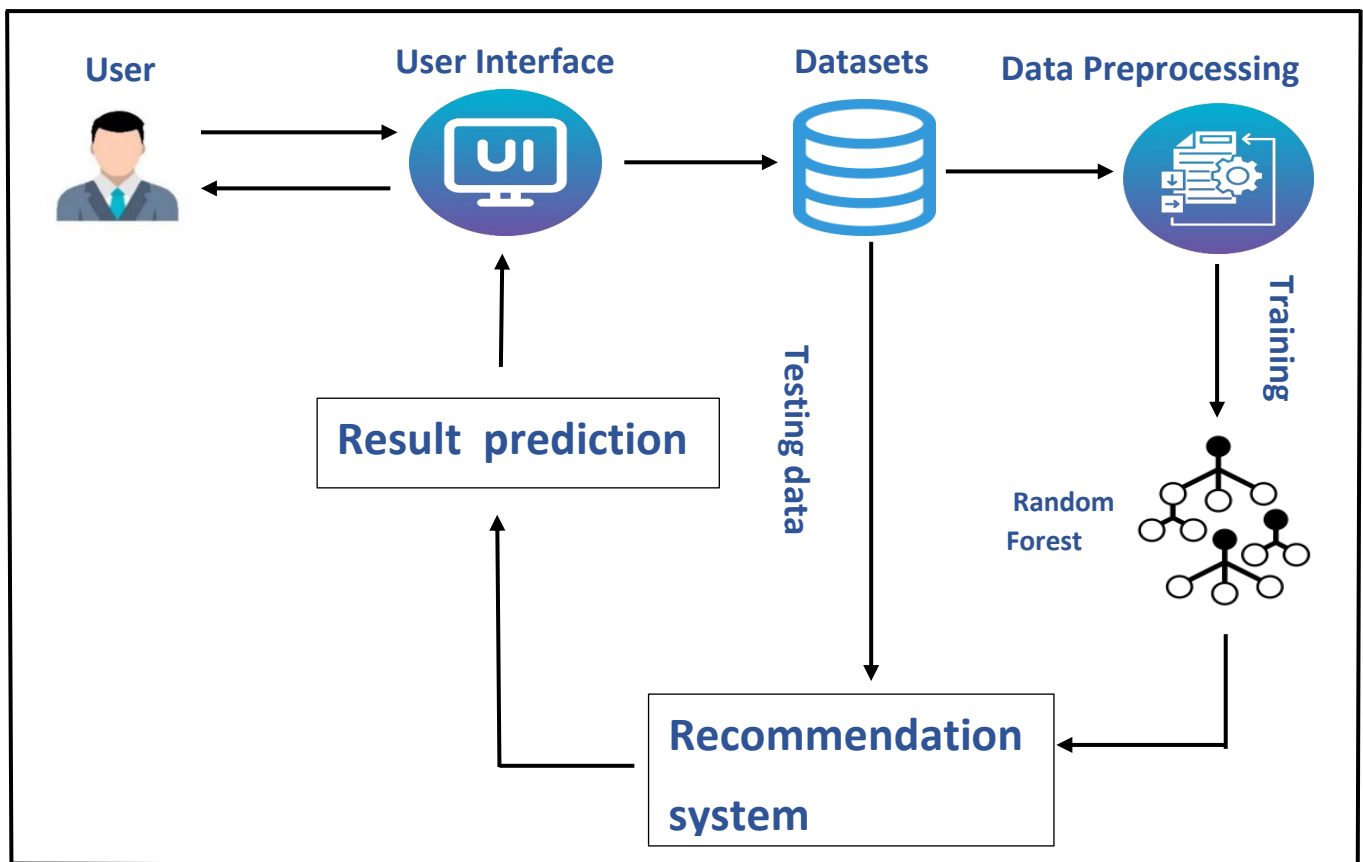 User
User Interface
Datasets
Data Preprocessing
UI
Training
Testing data
Result prediction
Random
Forest
Recommendation
system